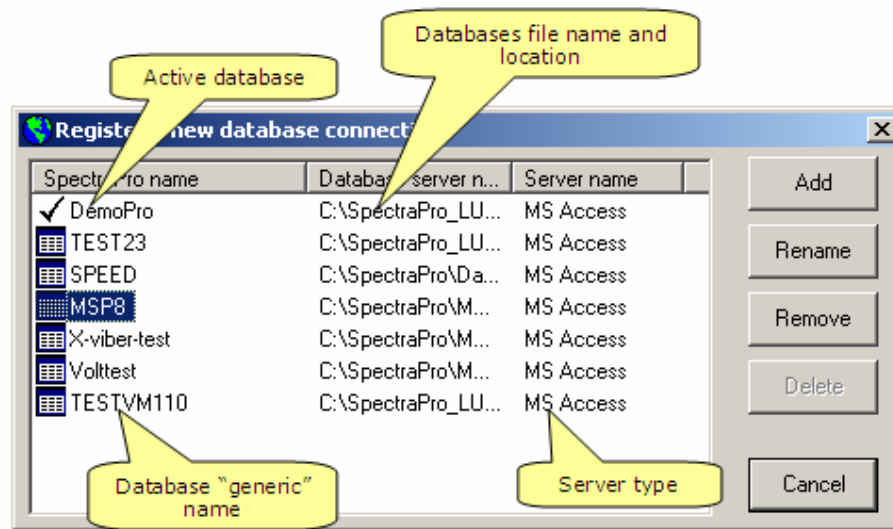 Databases file name and
location
Active database
Register new database connecti
SpectraPro name Database server n... Server name
DemoPro C:\SpectraPro_LU... MS Access
TEST23 C:\SpectraPro_LU... MS Access
SPEED C:\SpectraPro\Da... MS Access
MSP8 C:\SpectraPro\M... MS Access
X-viber-test C:\SpectraPro\M... MS Access
Volttest C:\SpectraPro\M... MS Access
TESTVM110 C:\SpectraPro_LU... MS Access
Add
Rename
Remove
Delete
Cancel
Database “generic”
name
Server type